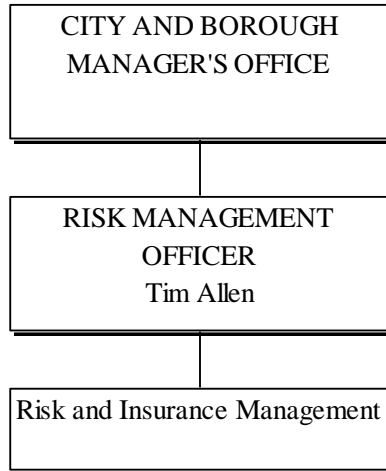 CITY AND BOROUGH
MANAGER'S OFFICE
RISK MANAGEMENT
OFFICER
Tim Allen
Risk and Insurance Management